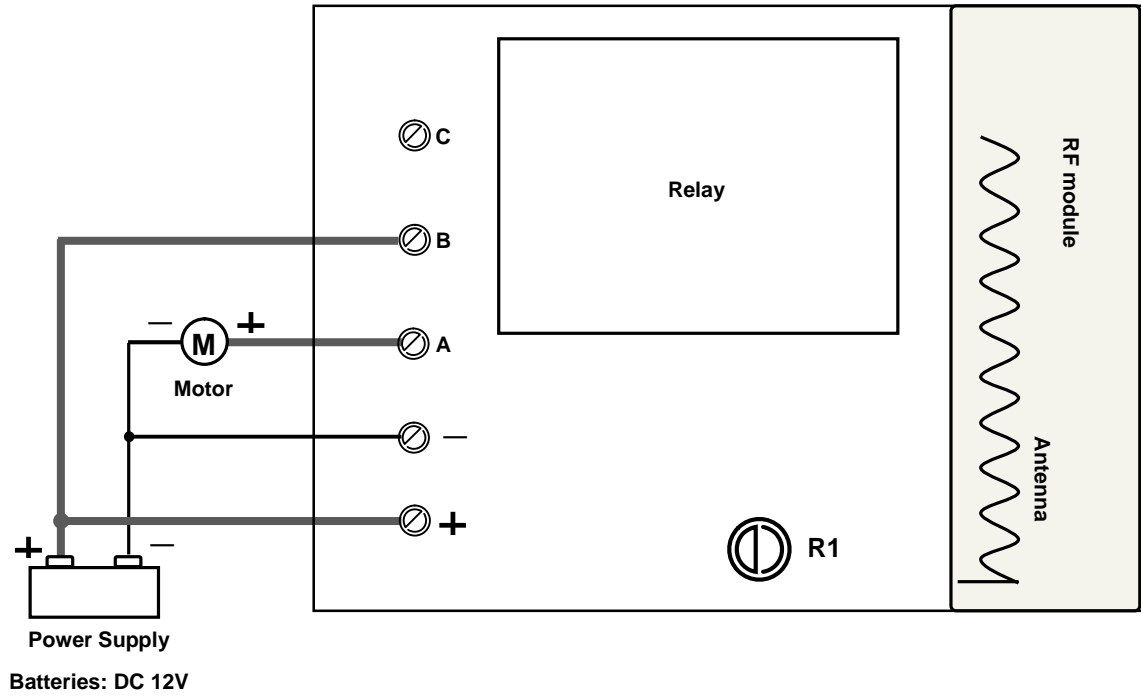 C
Relay
RF module
B
— +
A
M
Motor
—
Antenna
+
R1
+ —
Power Supply
Batteries: DC 12V